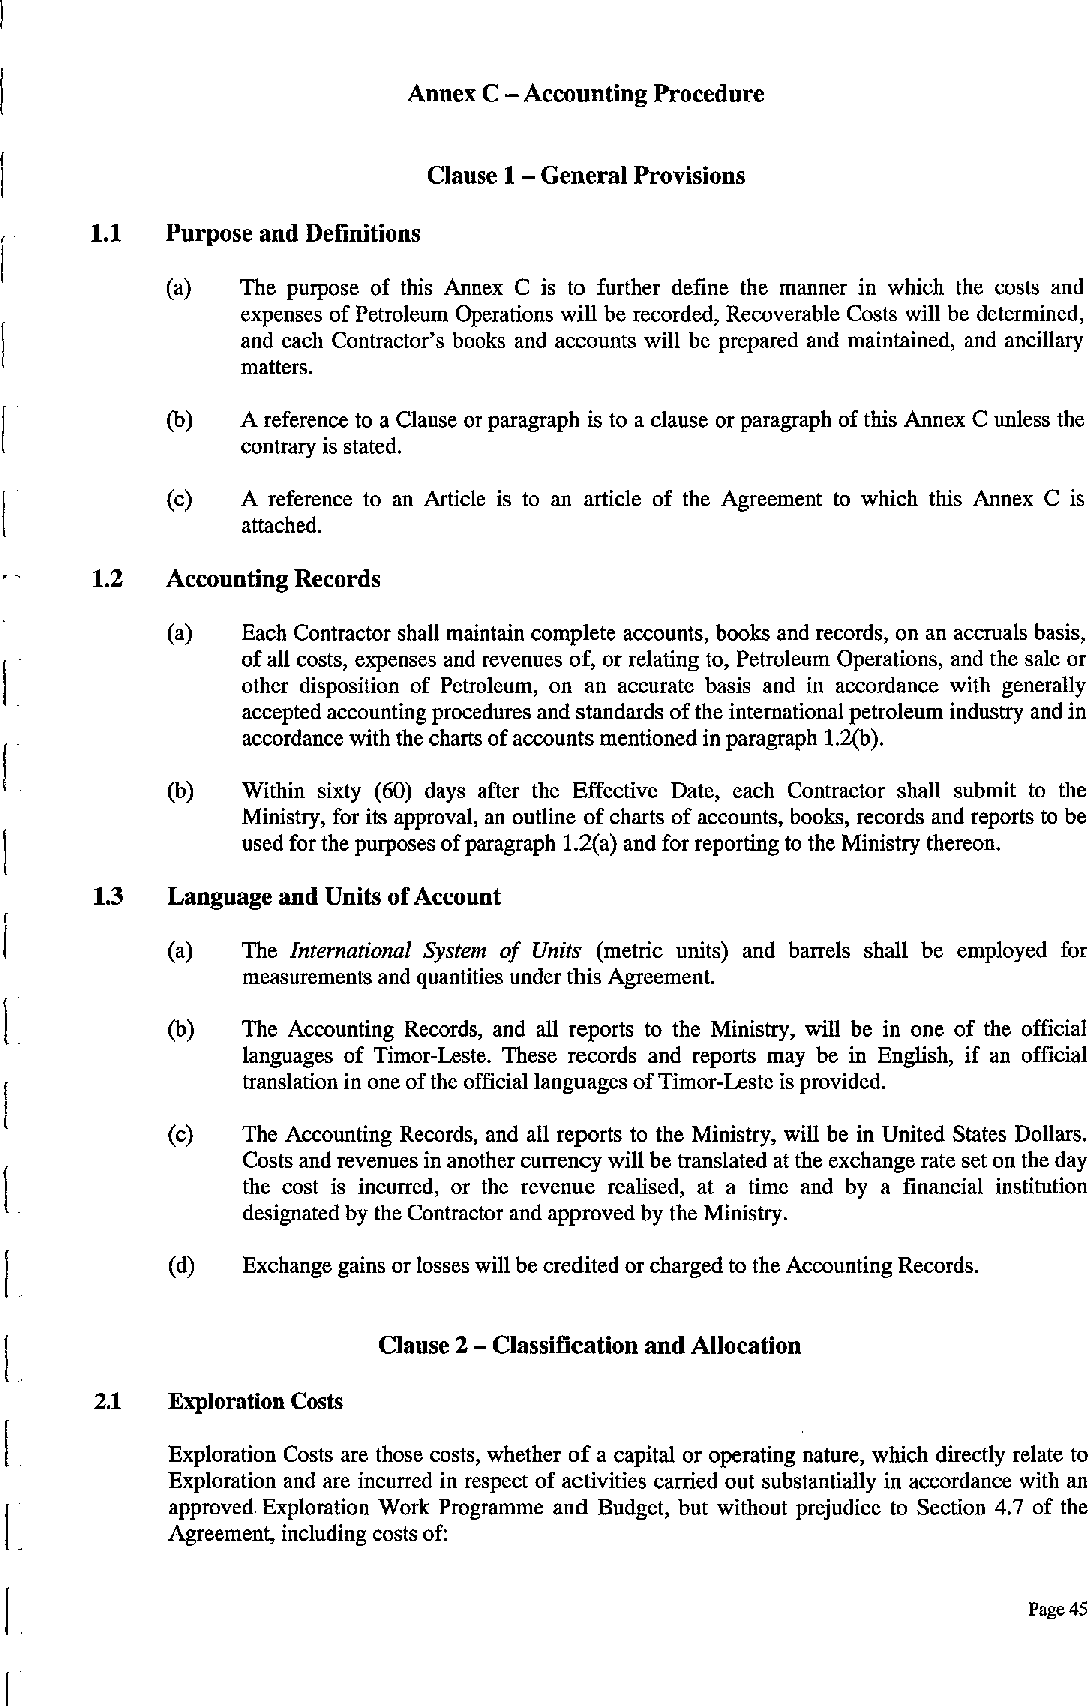 Annex C – Accounting Procedure
Clause 1 – General Provisions
1.1 Purpose and Definitions
(a) The purpose of this Annex C is to further define the manner in which the costs and
expenses of Petroleum Operations will be recorded, Recoverable Costs will be determined,
and each Contractor's books and accounts will be prepared and maintained, and ancillary
matters.
(b) A reference to a Clause or paragraph is to a clause or paragraph of this Annex C unless the
contrary is stated.
(c) A reference to an Article is to an article of the Agreement to which this Annex C is
attached.
1.2 Accounting Records
(a) Each Contractor shall maintain complete accounts, books and records, on an accruals basis,
of all costs, expenses and revenues of, or relating to, Petroleum Operations, and the sale or
other disposition of Petroleum, on an accurate basis and in accordance with generally
accepted accounting procedures and standards of the international petroleum industry and in
accordance with the charts of accounts mentioned in paragraph 1.2(b).
(b) Within sixty (60) days after the Effective Date, each Contractor shall submit to the
Ministry, for its approval, an outline of charts of accounts, books, records and reports to be
used for the purposes of paragraph 1.2(a) and for reporting to the Ministry thereon.
1.3 Language and Units of Account
(a) The International System of Units (metric units) and barrels shall be employed for
measurements and quantities under this Agreement.
(b) The Accounting Records, and all reports to the Ministry, will be in one of the official
languages of Timor-Leste. These records and reports may be in English, if an official
translation in one of the official languages of Timor-Leste is provided.
(c) The Accounting Records, and all reports to the Ministry, will be in United States Dollars.
Costs and revenues in another currency will be translated at the exchange rate set on the day
the cost is incurred, or the revenue realised, at a time and by a financial institution
designated by the Contractor and approved by the Ministry.
(d) Exchange gains or losses will be credited or charged to the Accounting Records.
Clause 2 – Classification and Allocation
2.1 Exploration Costs
Exploration Costs are those costs, whether of a capital or operating nature, which directly relate to
Exploration and are incurred in respect of activities carried out substantially in accordance with an
approved Exploration Work Programme and Budget, but without prejudice to Section 4.7 of the
Agreement, including costs of:
Page 45